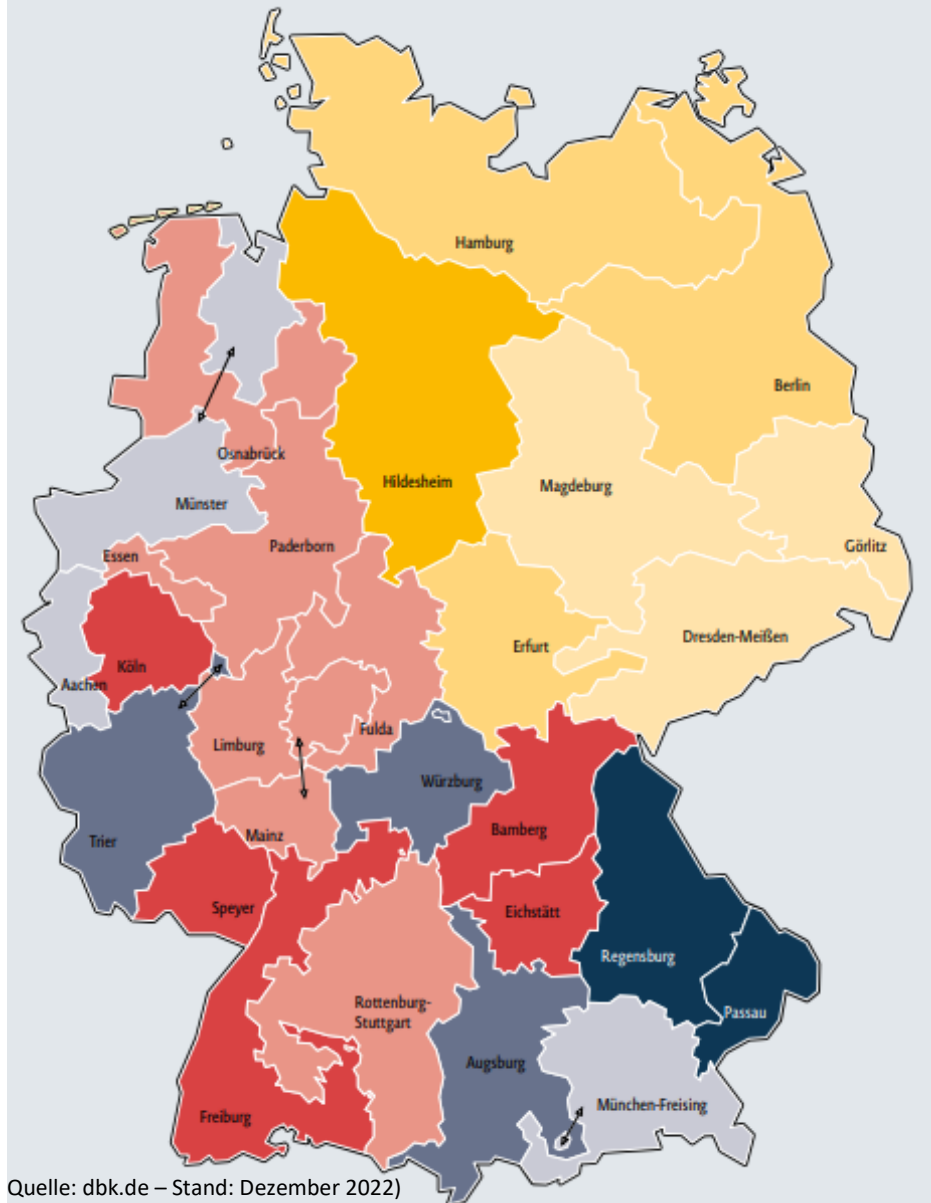 Hamburg
Berlin
Osnabrück
Hildesheim
Magdeburg
Münster
Paderborn
Görlitz
Essen
Dresden-Meißen
Erfurt
Köln
Aachen
Fulda
Limburg
Würzburg
Bamberg
Mainz
Trier
Speyer
Eichstätt
Regensburg
Rottenburg-
Stuttgart
Passau
Augsburg
München-Freising
Freiburg
Quelle: dbk.de – Stand: Dezember 2022)